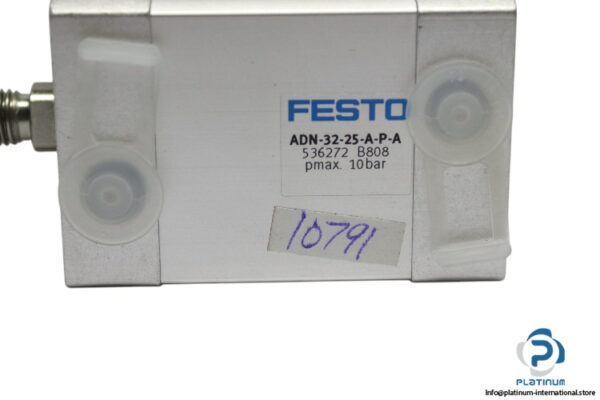 FESTO
ADN-32-25-A-P-A
536272 B808
pmax. 10bar
10791
PLATINUM
Info@platinum-international.store